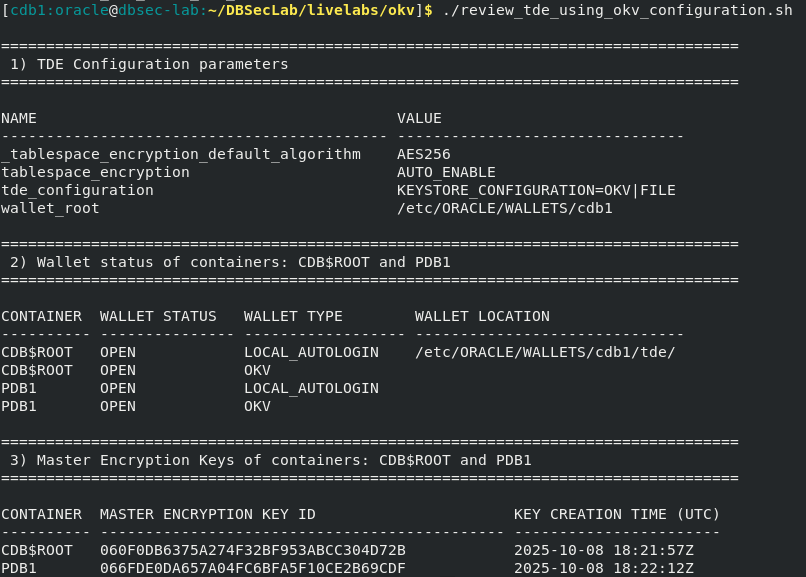 [cdb1:oracle@dbsec-lab:~/DBSecLab/livelabs/okv]$ ./review_tde_using_okv_configuration.sh
==================================================================================
1) TDE Configuration parameters
==================================================================================
NAME VALUE
------------------------------------------- --------------------------------
_tablespace_encryption_default_algorithm AES256
tablespace_encryption AUTO_ENABLE
tde_configuration KEYSTORE_CONFIGURATION=OKV|FILE
wallet_root /etc/ORACLE/WALLETS/cdb1
==================================================================================
2) Wallet status of containers: CDB$ROOT and PDB1
==================================================================================
CONTAINER WALLET STATUS WALLET TYPE WALLET LOCATION
---------- --------------- ------------------ ------------------------------
CDB$ROOT OPEN LOCAL_AUTOLOGIN /etc/ORACLE/WALLETS/cdb1/tde/
CDB$ROOT OPEN OKV
PDB1 OPEN LOCAL_AUTOLOGIN
PDB1 OPEN OKV
==================================================================================
3) Master Encryption Keys of containers: CDB$ROOT and PDB1
==================================================================================
CONTAINER MASTER ENCRYPTION KEY ID KEY CREATION TIME (UTC)
---------- --------------------------------------------- -----------------------
CDB$ROOT 060F0DB6375A274F32BF953ABCC304D72B 2025-10-08 18:21:57Z
PDB1 066FDE0DA657A04FC6BFA5F10CE2B69CDF 2025-10-08 18:22:12Z